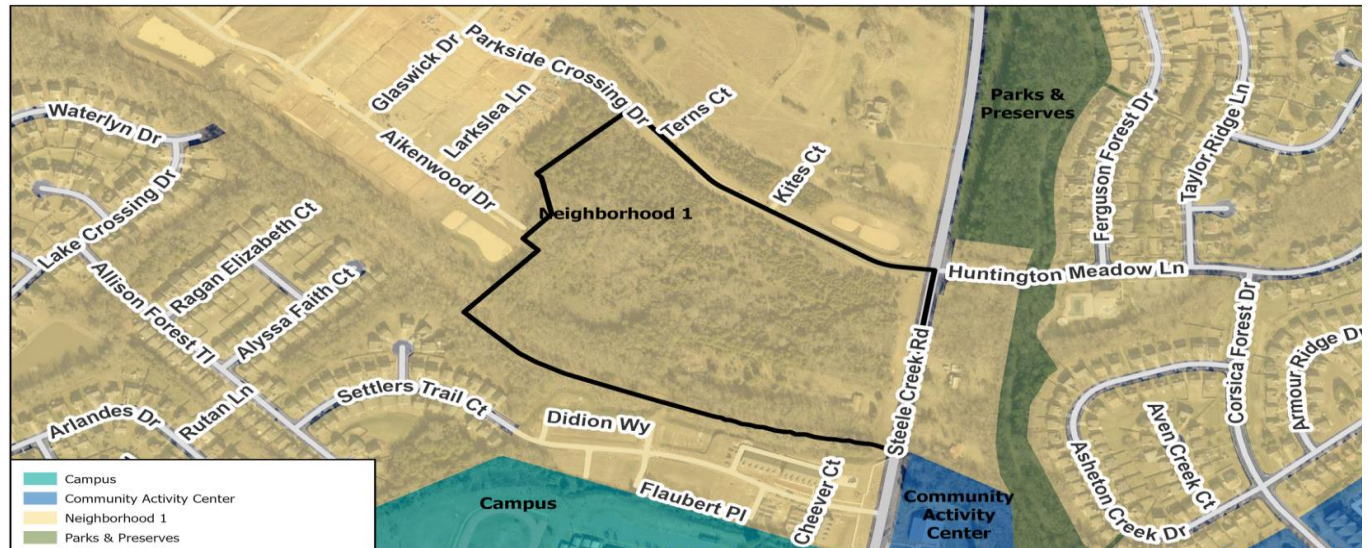 Glaswick Dr
Parkside Crossing Dr
Larkslea Ln
Terns Ct
Waterlyn Dr
Aikenwood Dr
Kites Ct
Parks &
Preserves
Ferguson Forest Dr
Taylor Ridge Ln
Lake Crossing Dr
Neighborhood 1
Ragan Elizabeth Ct
Huntington Meadow Ln
Allison Forest Tl
Alyssa Faith Ct
Steele Creek Rd
Corsica Forest Dr
Armour Ridge Dr
Settlers Trail Ct
Rutan Ln
Arlandes Dr
Didion Wy
Aven Creek Ct
Asheton Creek Dr
Cheever Ct
Flaubert Pl
Campus
Community
Activity
Center
Campus
Community Activity Center
Neighborhood 1
Parks & Preserves